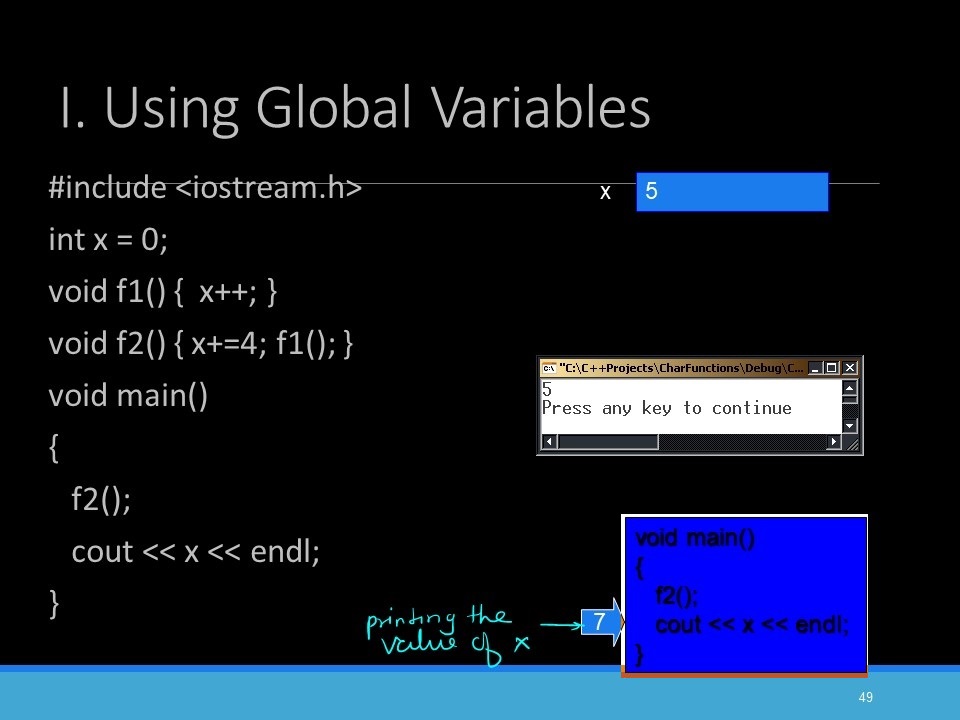 I. Using Global Variables
#include <iostream.h>
int x = 0;
void f1() {  x++; }
void f2() { x+=4; f1(); }
void main()
{
f2();
cout << x << endl;
}
x 5
"C:\C++Projects\CharFunctions\Debug\C...
5
Press any key to continue
printing the
value of x
7
void main()
{
f2();
cout << x << endl;
}
49